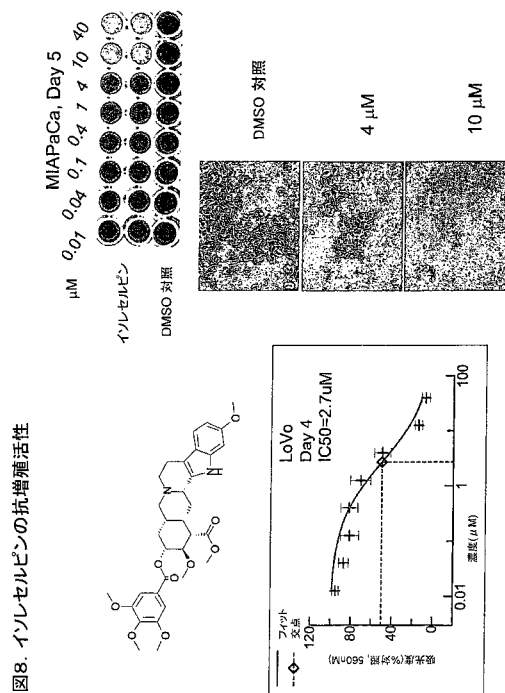 図8. イソレセルピンの抗増殖活性
MIAPaCa, Day 5
μM
0.01 0.04 0.1 0.4 1 4 10 40
イソレセルピン
DMSO 対照
O
O
N
NH
O
O
O
O
O
O
O
O
DMSO 対照
4 μM
10 μM
フィット
交点
LoVo
Day 4
IC50=2.7uM
120
80
40
0
吸光度(%対照, 560nM)
0.01
1
100
濃度(μM)